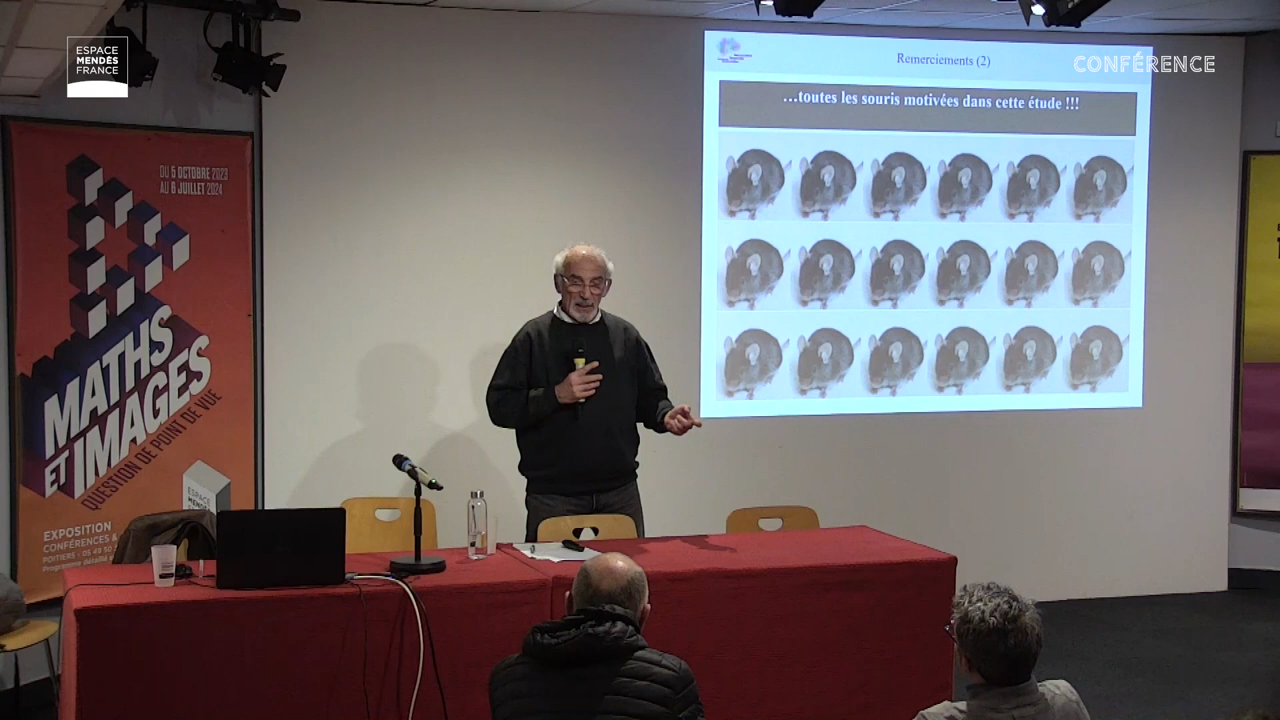 ESPACE
MENDÈS
FRANCE
CONFÉRENCE
Remerciements (2)
...toutes les souris motivées dans cette étude !!!
DU 5 OCTOBRE 2023
AU 6 JUILLET 2024
MATHS
ET IMAGES
QUESTION DE POINT DE VUE
ESPACE
EXPOSITION
CONFÉRENCES &